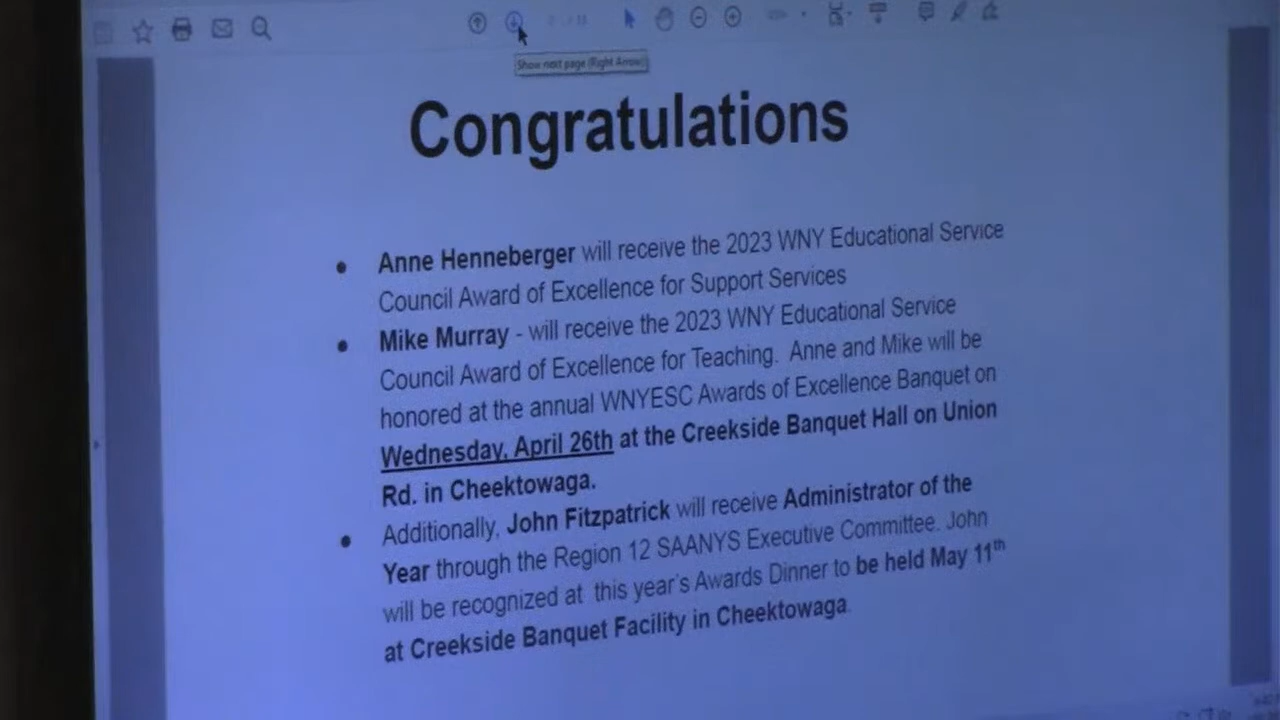 Show next page (Right Arrow)
Congratulations
• Anne Henneberger will receive the 2023 WNY Educational Service
Council Award of Excellence for Support Services
• Mike Murray - will receive the 2023 WNY Educational Service
Council Award of Excellence for Teaching. Anne and Mike will be
honored at the annual WNYESC Awards of Excellence Banquet on
Wednesday, April 26th at the Creekside Banquet Hall on Union
Rd. in Cheektowaga.
• Additionally, John Fitzpatrick will receive Administrator of the
Year through the Region 12 SAANYS Executive Committee. John
will be recognized at this year's Awards Dinner to be held May 11th
at Creekside Banquet Facility in Cheektowaga.